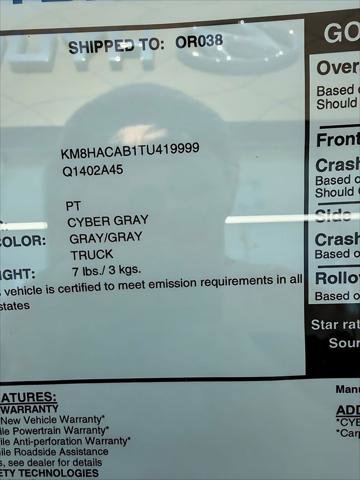 SHIPPED TO: OR038
GO
Overa
Based o
Should
KM8HACAB1TU419999
Q1402A45
Front
Crash
Based o
Should
PT
CYBER GRAY
COLOR: GRAY/GRAY
TRUCK
IGHT: 7 lbs./ 3 kgs.
vehicle is certified to meet emission requirements in all
states
Side
Crash
Based o
Rollov
Based o
Star rat
Sour
ATURES:
WARRANTY
New Vehicle Warranty*
ile Powertrain Warranty*
ile Anti-perforation Warranty*
ile Roadside Assistance
s, see dealer for details
ETY TECHNOLOGIES
Manu
ADD
*CYB
*Carp